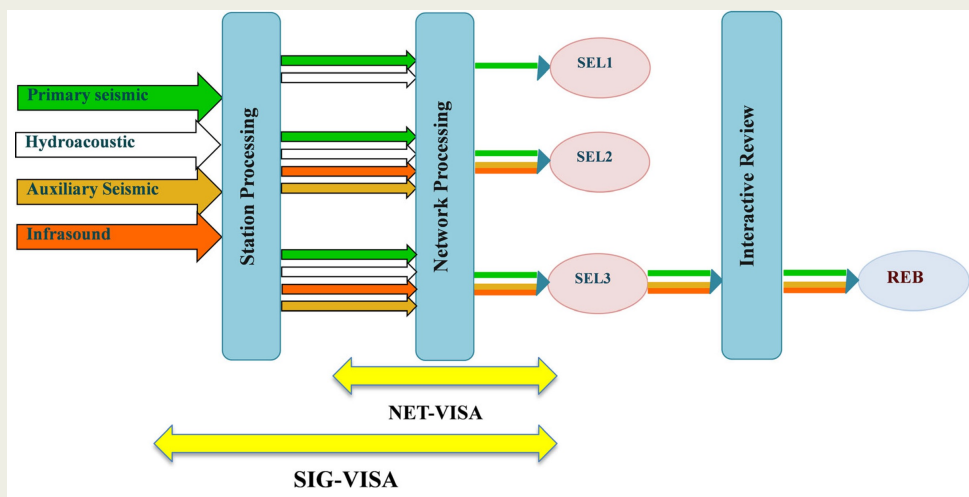 Primary seismic
Hydroacoustic
Auxiliary Seismic
Infrasound
Station Processing
Network Processing
SEL1
SEL2
SEL3
Interactive Review
REB
NET-VISA
SIG-VISA